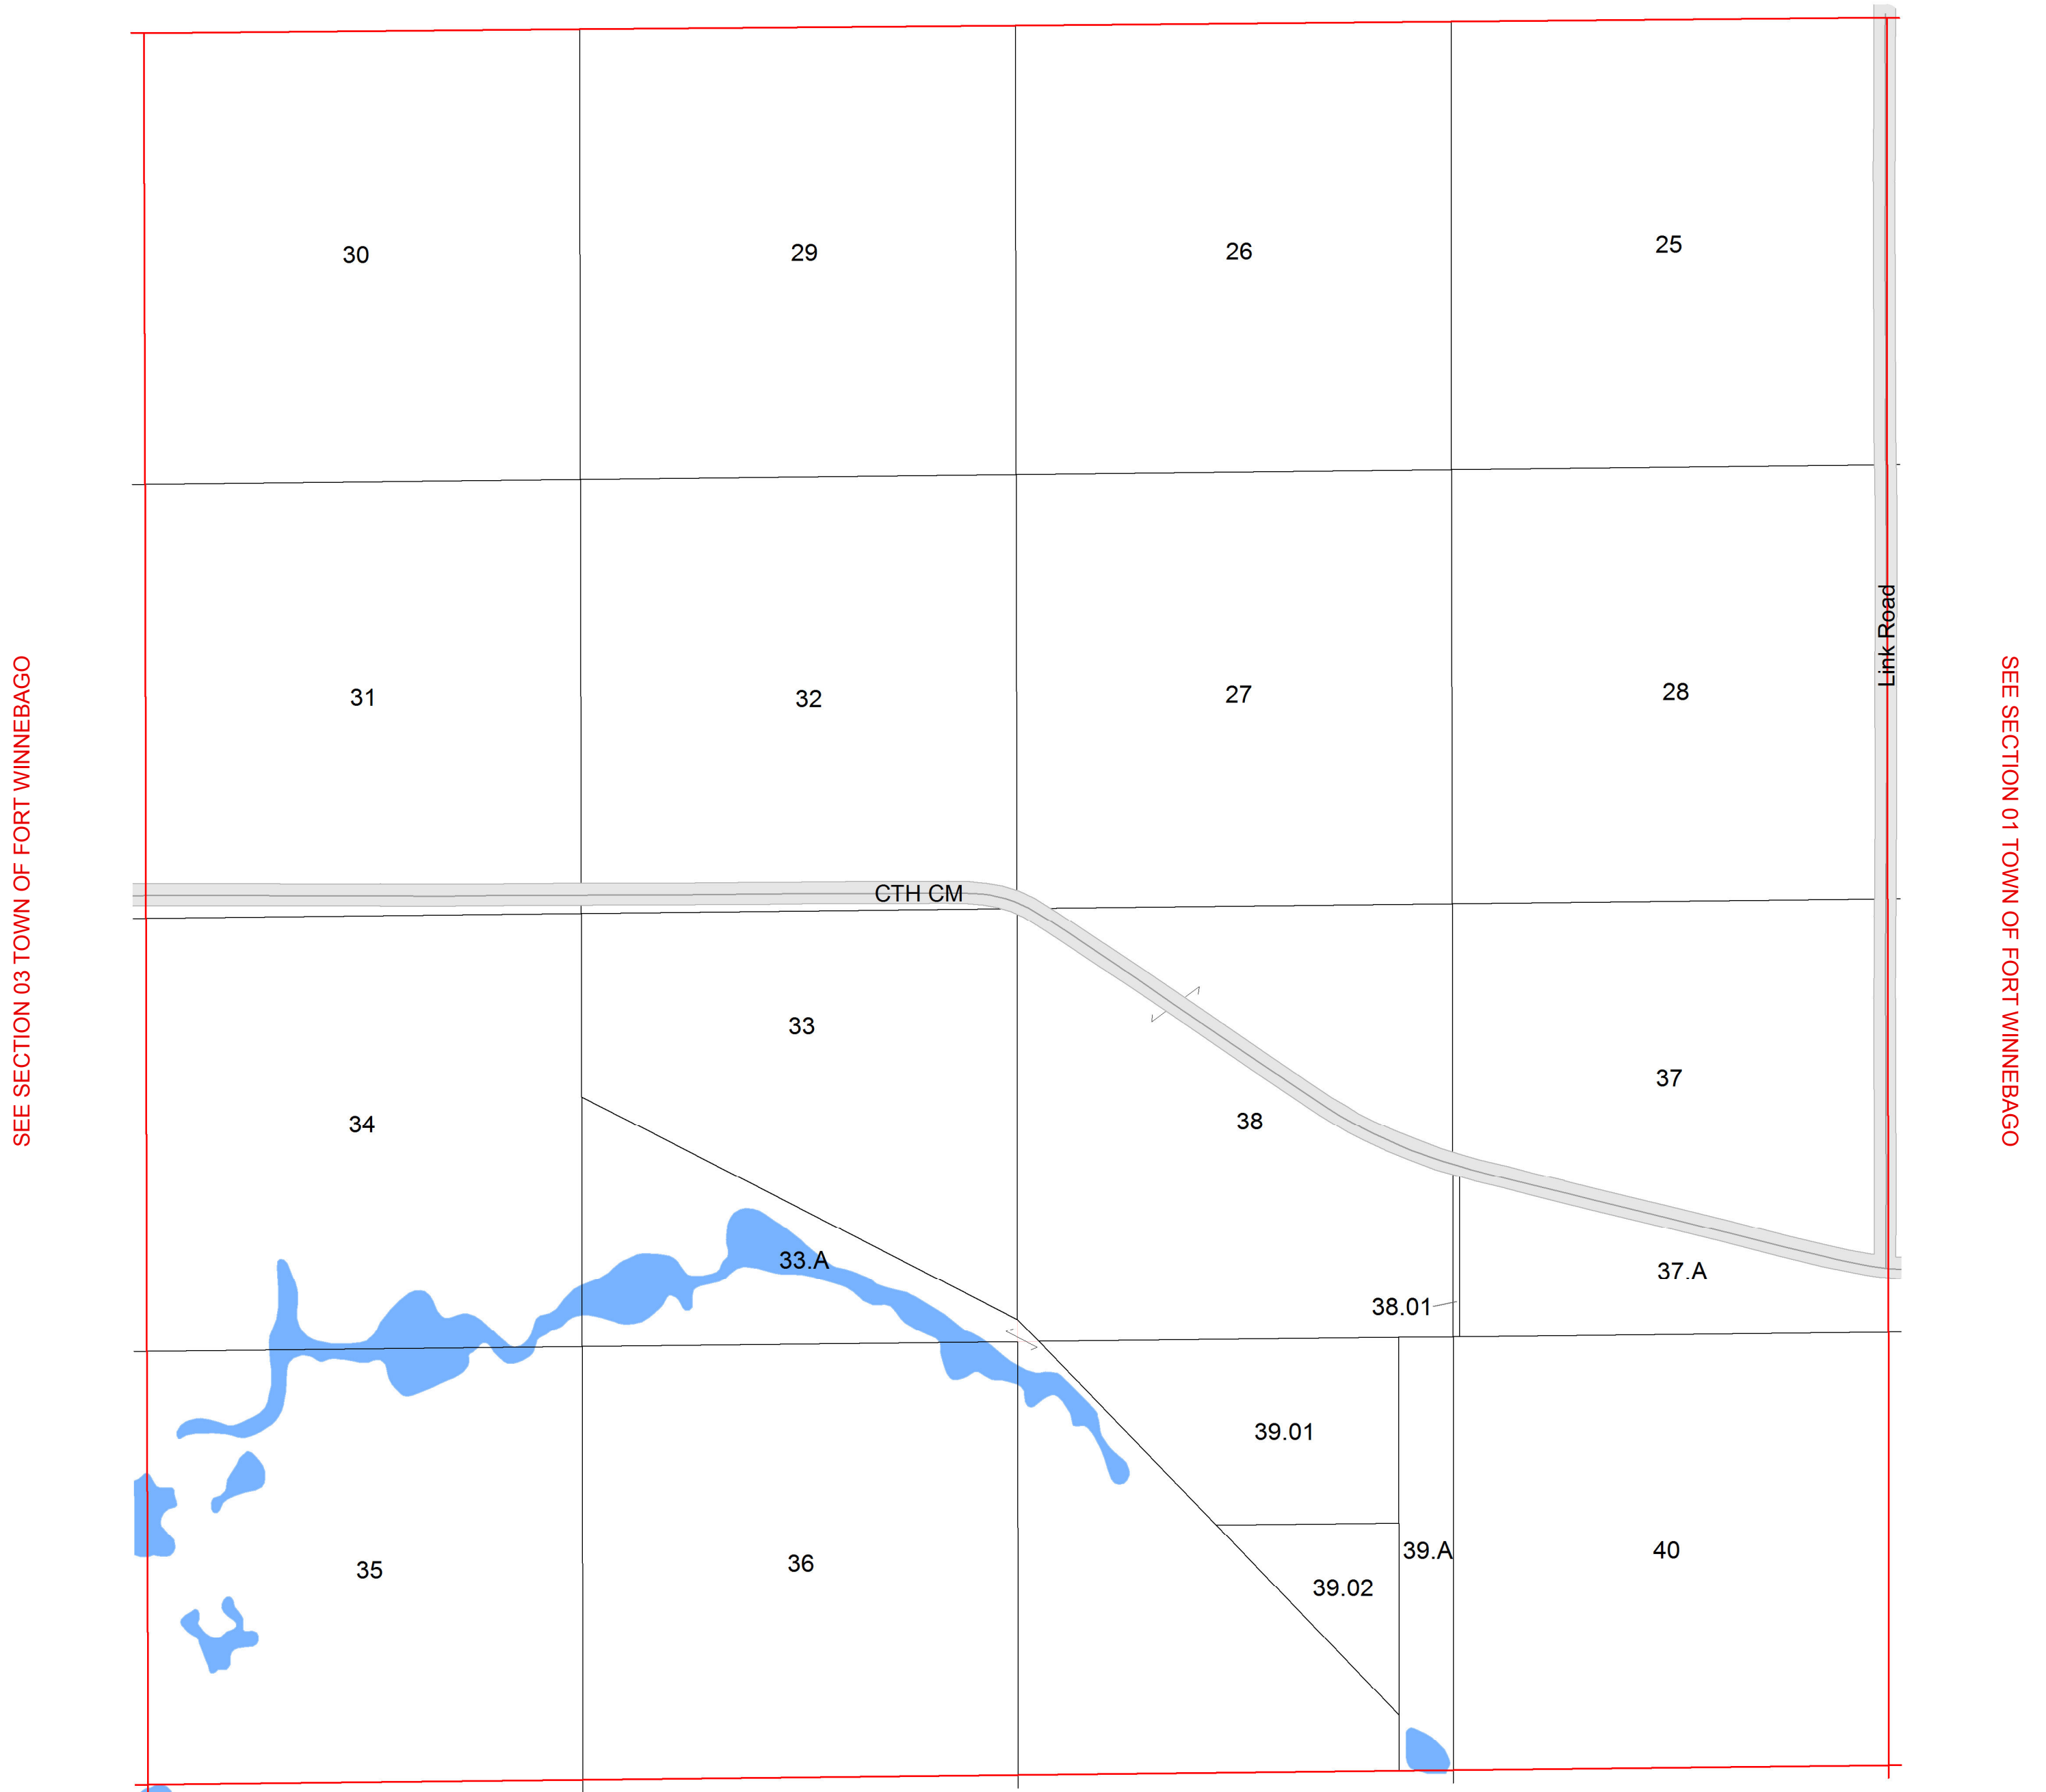 30
29
26
25
31
32
27
28
Link Road
SEE SECTION 03 TOWN OF FORT WINNEBAGO
SEE SECTION 01 TOWN OF FORT WINNEBAGO
CTH CM
33
37
34
38
33.A
37.A
38.01
39.01
39.A
40
35
36
39.02